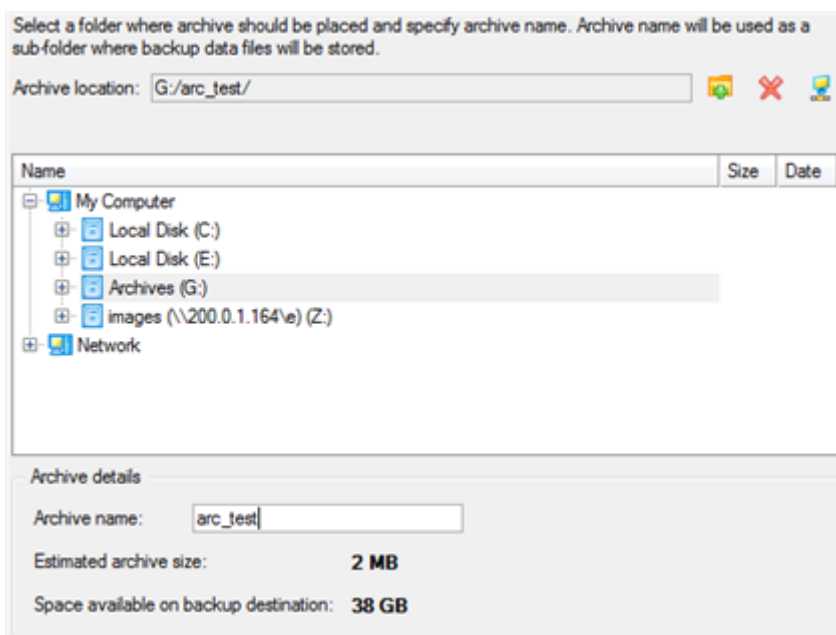 Select a folder where archive should be placed and specify archive name. Archive name will be used as a
sub-folder where backup data files will be stored.
Archive location: G:/arc_test/
Name Size Date
My Computer
Local Disk (C:)
Local Disk (E:)
Archives (G:)
images (\\200.0.1.164\e) (Z:)
Network
Archive details
Archive name: arc_test
Estimated archive size: 2 MB
Space available on backup destination: 38 GB